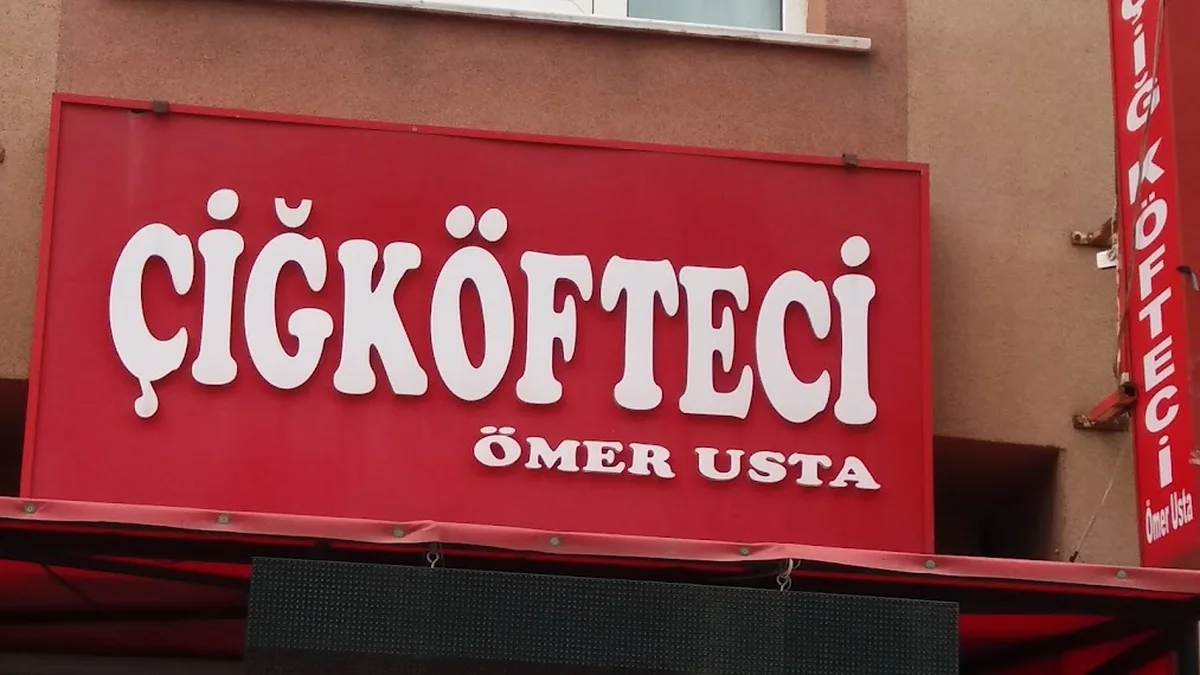 ÇİĞKÖFTECİ
ÖMER USTA
ÇİĞ KÖFTECİ
Ömer Usta